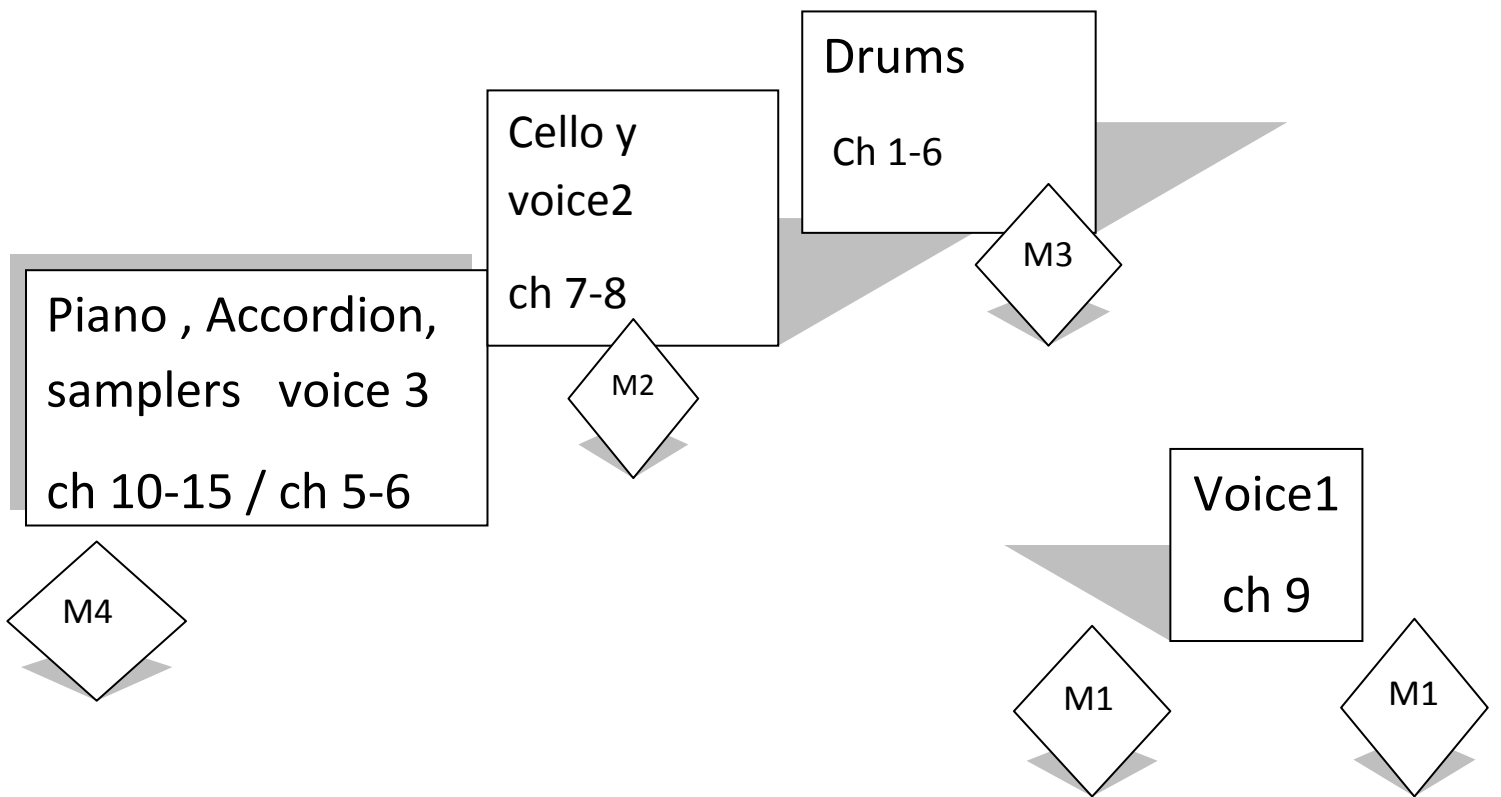 Drums
Ch 1-6
M3
Cello y
voice2
ch 7-8
M2
Piano , Accordion,
samplers   voice 3
ch 10-15 / ch 5-6
M4
Voice1
ch 9
M1
M1